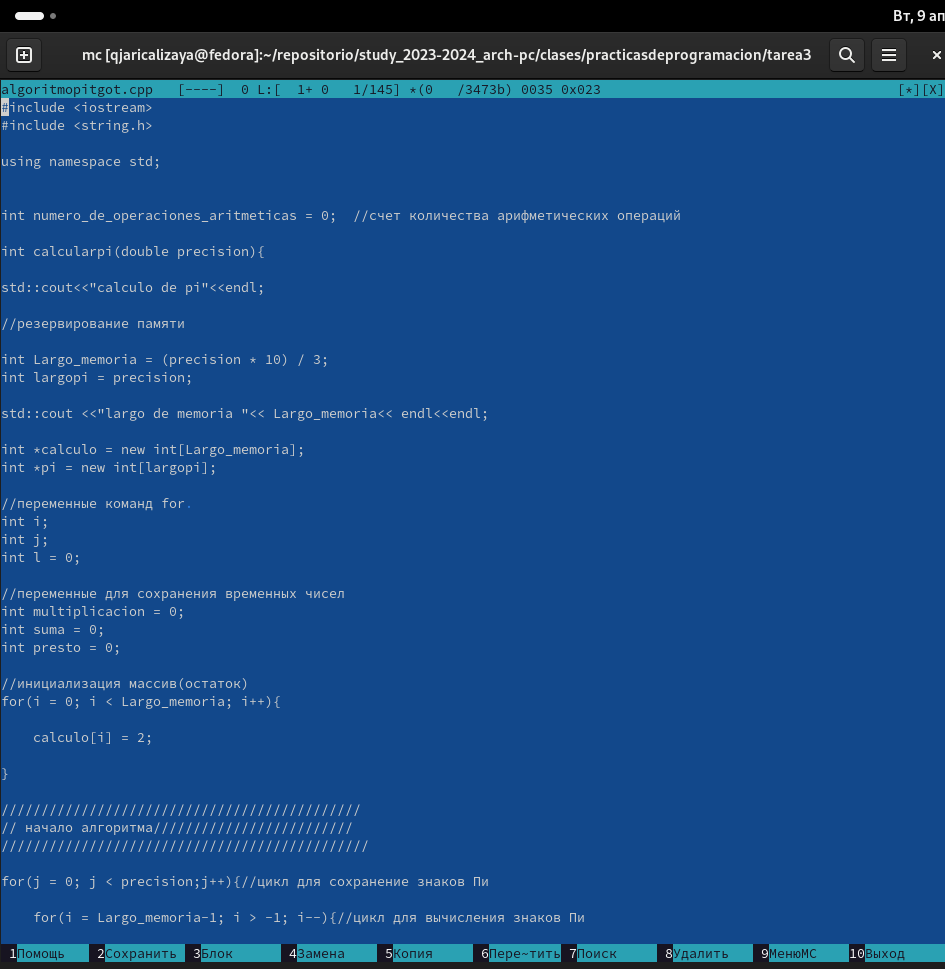 Вт, 9 ап
mc [qjaricalizaya@fedora]:~/repositorio/study_2023-2024_arch-pc/clases/practicasdeprogramacion/tarea3
algoritmopitgot.cpp [----] 0 L:[ 1+ 0 1/145] *(0 /3473b) 0035 0x023 [*][X]
#include <iostream>
#include <string.h>
using namespace std;
int numero_de_operaciones_aritmeticas = 0; //счет количества арифметических операций
int calcularpi(double precision){
std::cout<<"calculo de pi"<<endl;
//резервирование памяти
int Largo_memoria = (precision * 10) / 3;
int largopi = precision;
std::cout <<"largo de memoria "<< Largo_memoria<< endl<<endl;
int *calculo = new int[Largo_memoria];
int *pi = new int[largopi];
//переменные команд for.
int i;
int j;
int l = 0;
//переменные для сохранения временных чисел
int multiplicacion = 0;
int suma = 0;
int presto = 0;
//инициализация массив(остаток)
for(i = 0; i < Largo_memoria; i++){
calculo[i] = 2;
}
/////////////////////////////////////////////
// начало алгоритма/////////////////////////
//////////////////////////////////////////////
for(j = 0; j < precision;j++){//цикл для сохранение знаков Пи
for(i = Largo_memoria-1; i > -1; i--){//цикл для вычисления знаков Пи
1Помощь 2Сохранить 3Блок 4Замена 5Копия 6Пере~тить 7Поиск 8Удалить 9МенюMC 10Выход